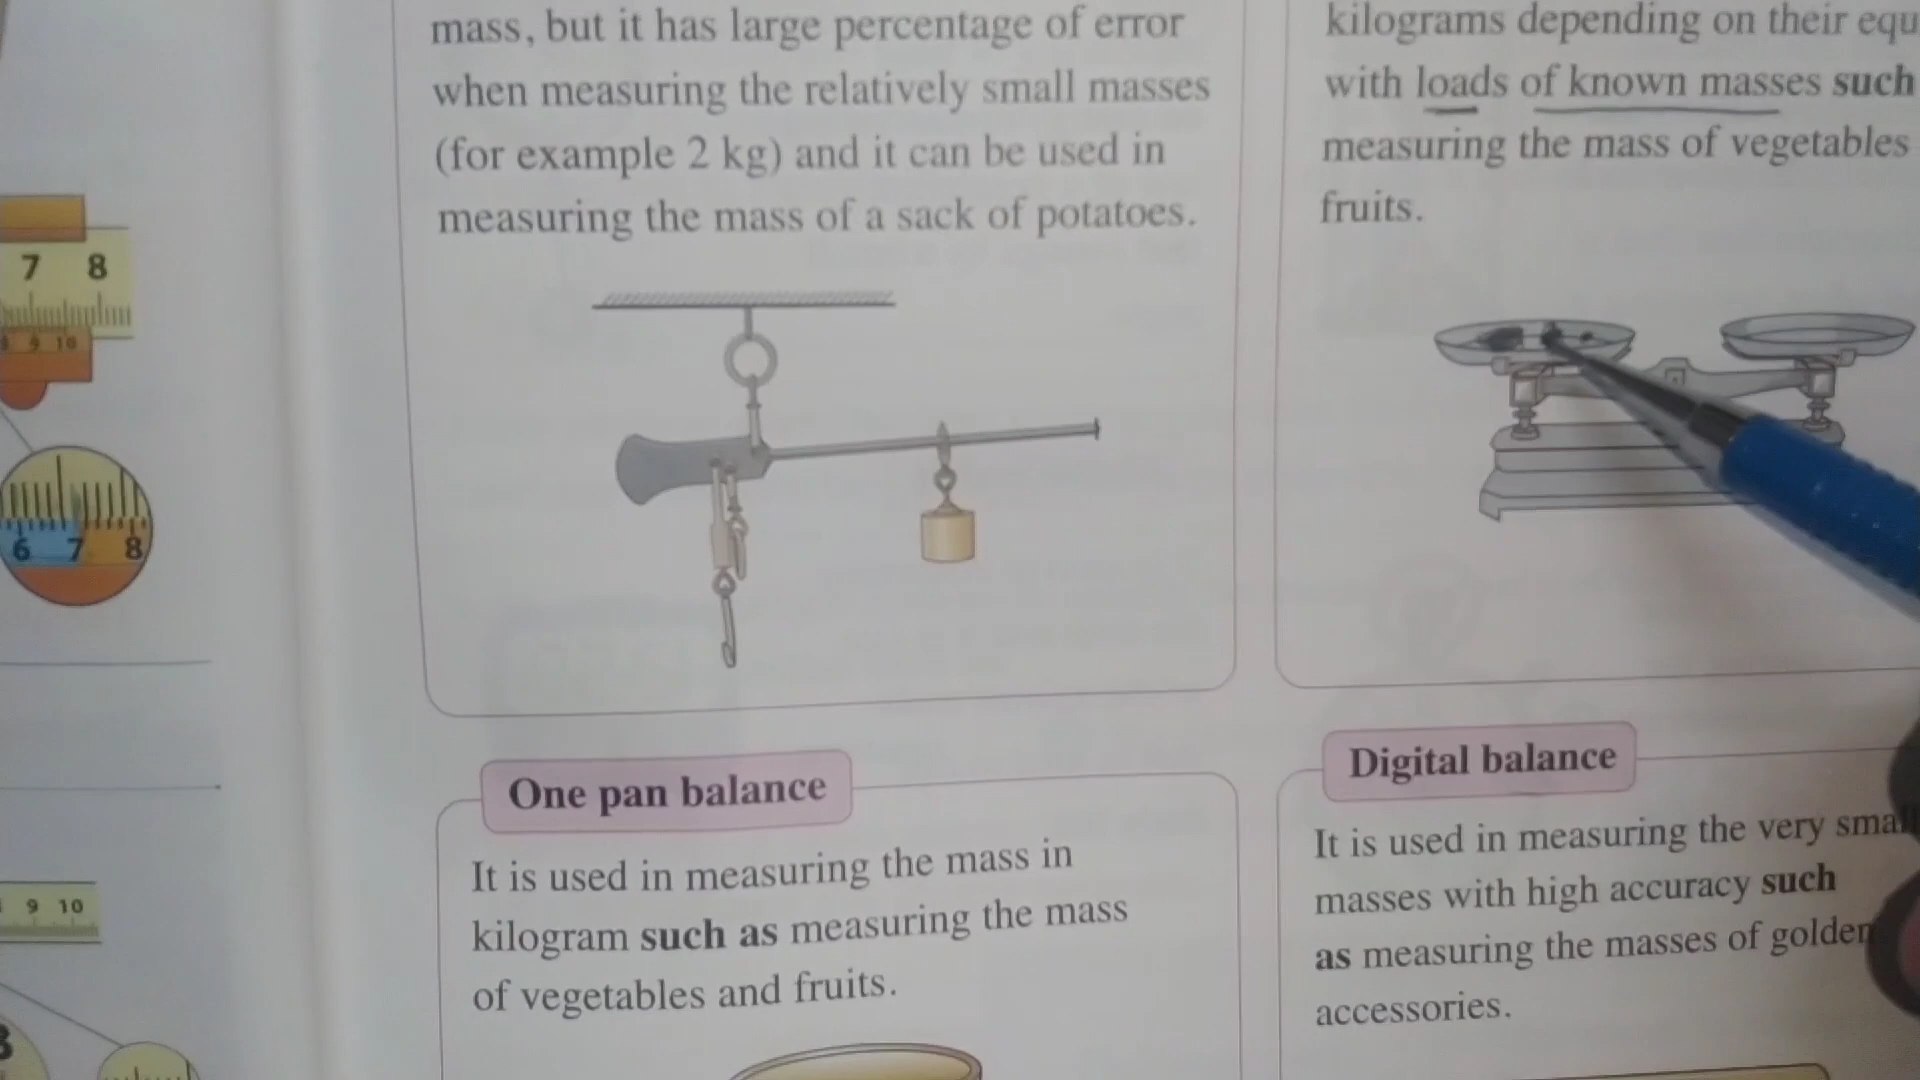 mass, but it has large percentage of error
when measuring the relatively small masses
(for example 2 kg) and it can be used in
measuring the mass of a sack of potatoes.
kilograms depending on their
with loads of known masses such
measuring the mass of vegetables
fruits.
7 8
9 10
6 7 8
9 10
One pan balance
It is used in measuring the mass in
kilogram such as measuring the mass
of vegetables and fruits.
Digital balance
It is used in measuring the very small
masses with high accuracy such
as measuring the masses of golden
accessories.